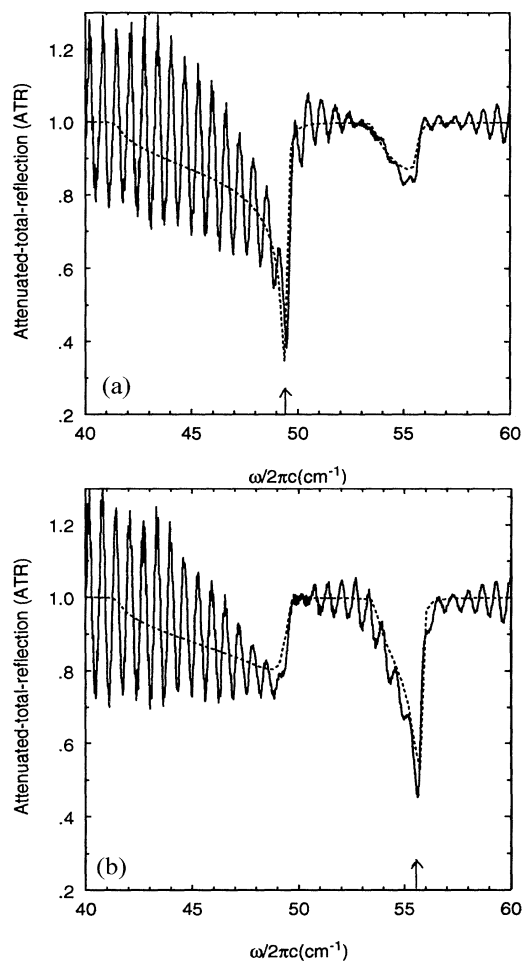 Attenuated-total-reflection (ATR)
1.2
1.0
.8
.6
.4
.2
(a)
40 45 50 55 60
ω/2πc(cm⁻¹)
Attenuated-total-reflection (ATR)
1.2
1.0
.8
.6
.4
.2
(b)
40 45 50 55 60
ω/2πc(cm⁻¹)